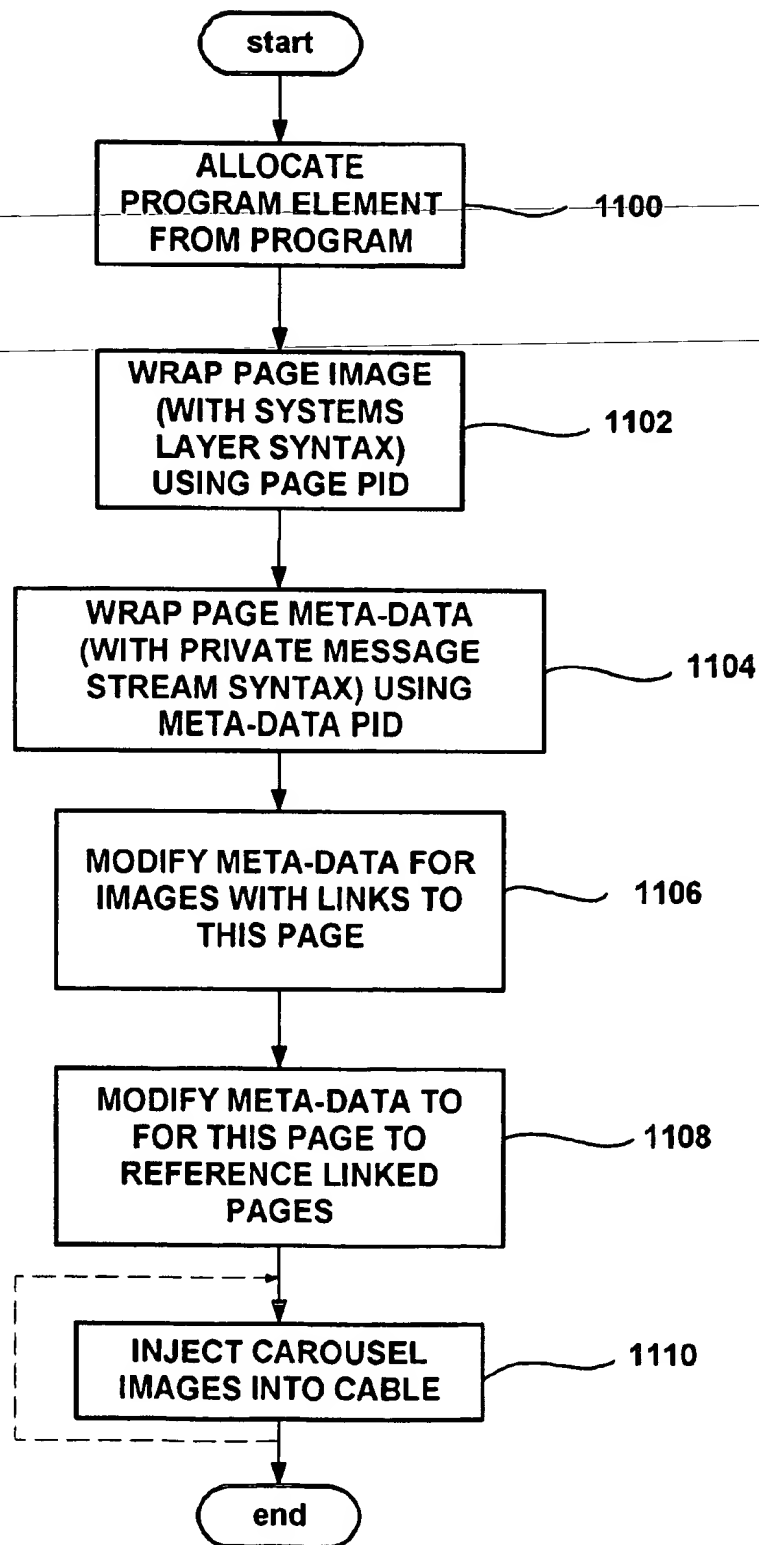 start
ALLOCATE
PROGRAM ELEMENT
FROM PROGRAM
1100
WRAP PAGE IMAGE
(WITH SYSTEMS
LAYER SYNTAX)
USING PAGE PID
1102
WRAP PAGE META-DATA
(WITH PRIVATE MESSAGE
STREAM SYNTAX) USING
META-DATA PID
1104
MODIFY META-DATA FOR
IMAGES WITH LINKS TO
THIS PAGE
1106
MODIFY META-DATA TO
FOR THIS PAGE TO
REFERENCE LINKED
PAGES
1108
INJECT CAROUSEL
IMAGES INTO CABLE
1110
end